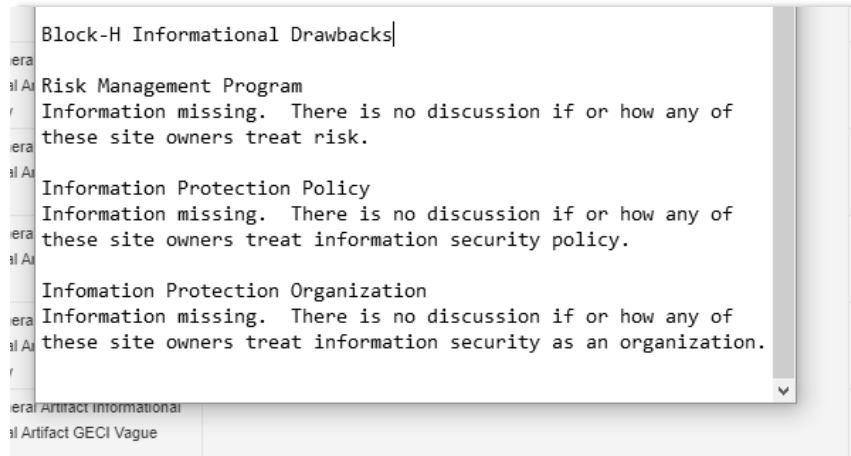 Block-H Informational Drawbacks
Risk Management Program
Information missing.  There is no discussion if or how any of
these site owners treat risk.
Information Protection Policy
Information missing.  There is no discussion if or how any of
these site owners treat information security policy.
Infomation Protection Organization
Information missing.  There is no discussion if or how any of
these site owners treat information security as an organization.
eral Artifact Informational
al Artifact GECI Vague